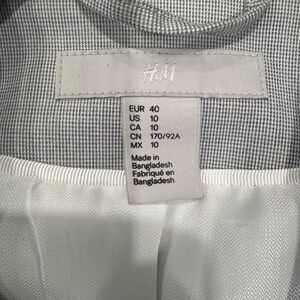 H&M
EUR 40
US 10
CA 10
CN 170/92A
MX 10
Made in
Bangladesh
Fabriqué en
Bangladesh